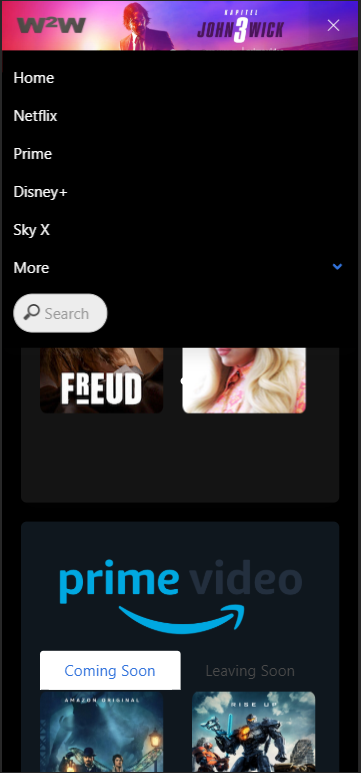 W2W
KAPITEL
JOHN 3 WICK
Home
Netflix
Prime
Disney+
Sky X
More
Search
FREUD
prime video
Coming Soon
Leaving Soon
AMAZON ORIGINAL
RISE UP